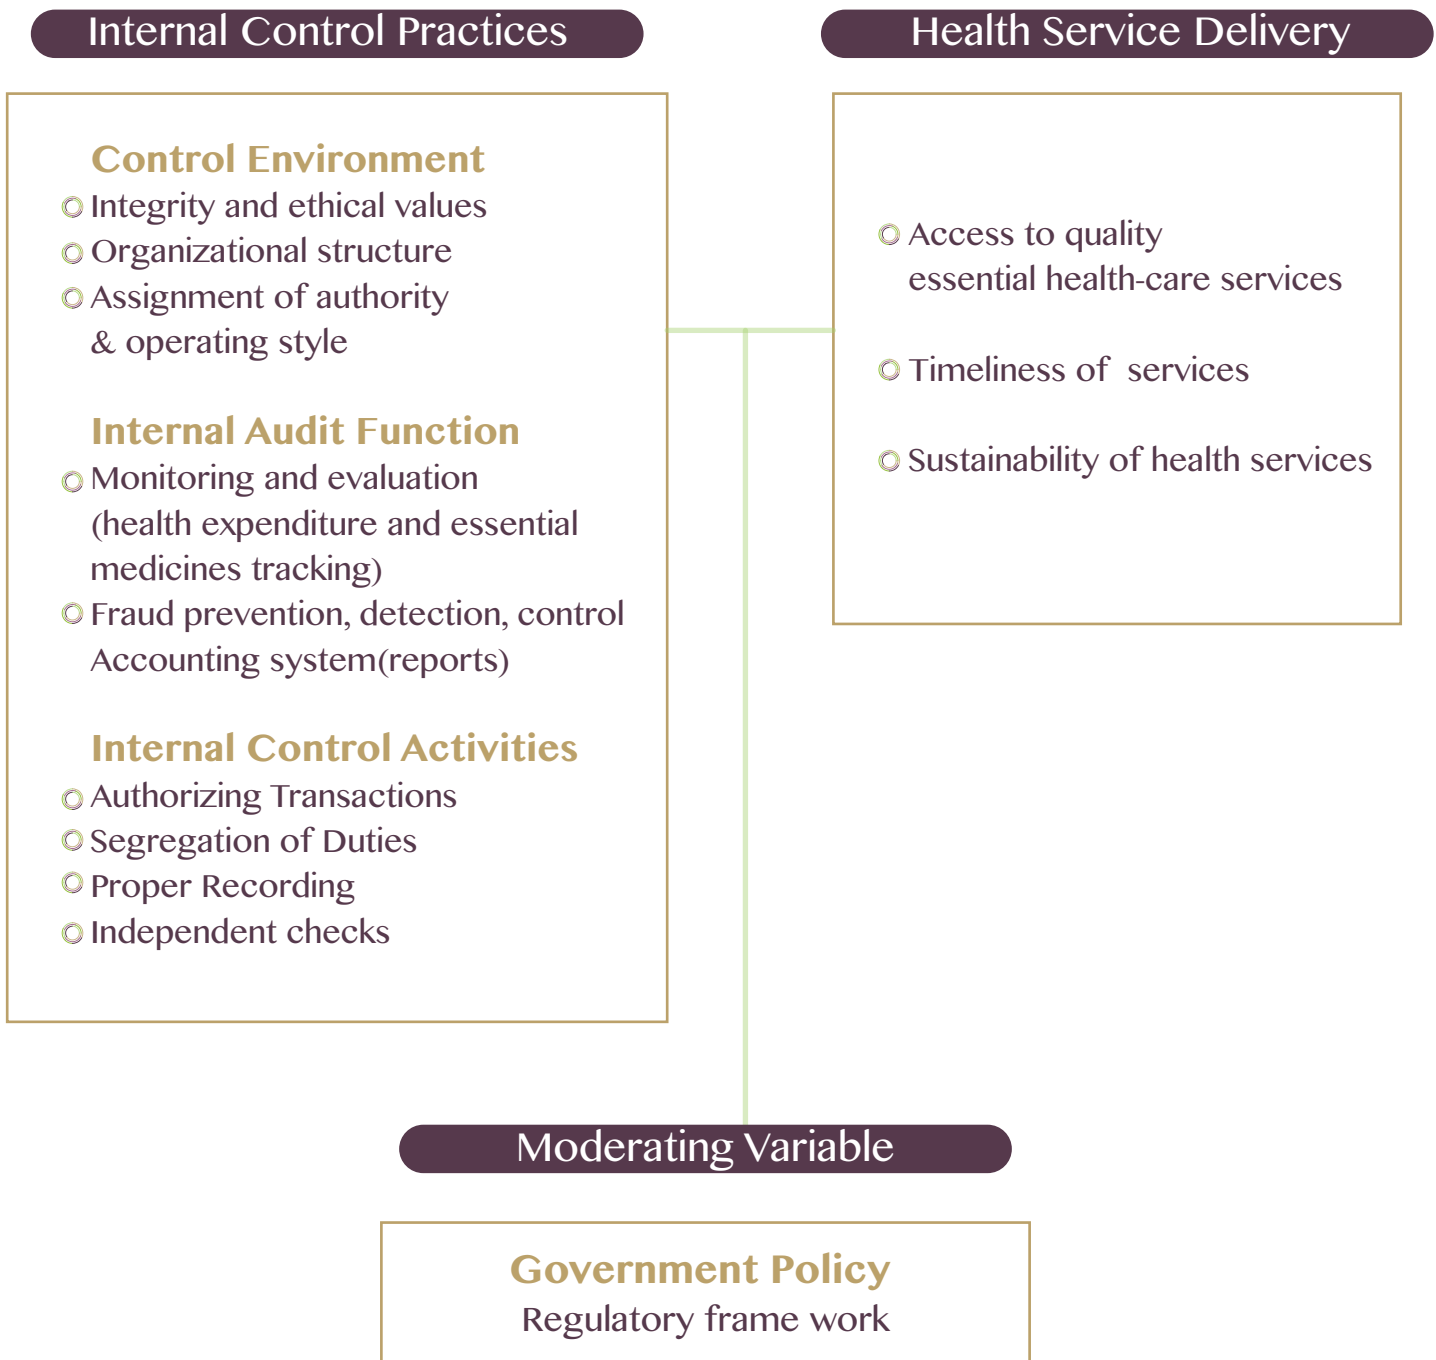 Internal Control Practices
Control Environment
Integrity and ethical values
Organizational structure
Assignment of authority
& operating style
Internal Audit Function
Monitoring and evaluation
(health expenditure and essential
medicines tracking)
Fraud prevention, detection, control
Accounting system(reports)
Internal Control Activities
Authorizing Transactions
Segregation of Duties
Proper Recording
Independent checks
Health Service Delivery
Access to quality
essential health-care services
Timeliness of services
Sustainability of health services
Moderating Variable
Government Policy
Regulatory frame work